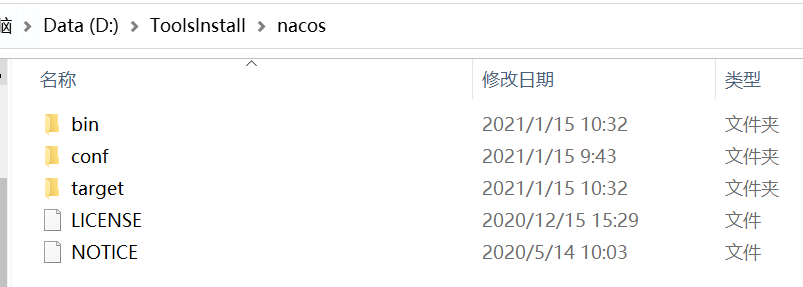 脑 > Data (D:) > ToolsInstall > nacos
名称 修改日期 类型
bin 2021/1/15 10:32 文件夹
conf 2021/1/15 9:43 文件夹
target 2021/1/15 10:32 文件夹
LICENSE 2020/12/15 15:29 文件
NOTICE 2020/5/14 10:03 文件